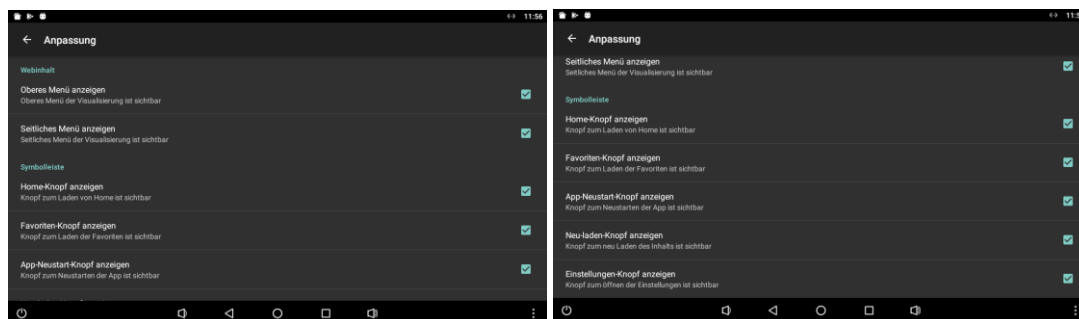 11:56
Anpassung
Webinhalt
Oberes Menü anzeigen
Oberes Menü der Visualisierung ist sichtbar
Seitliches Menü anzeigen
Seitliches Menü der Visualisierung ist sichtbar
Symbolleiste
Home-Knopf anzeigen
Knopf zum Laden von Home ist sichtbar
Favoriten-Knopf anzeigen
Knopf zum Laden der Favoriten ist sichtbar
App-Neustart-Knopf anzeigen
Knopf zum Neustarten der App ist sichtbar
Anpassung
Seitliches Menü anzeigen
Seitliches Menü der Visualisierung ist sichtbar
Symbolleiste
Home-Knopf anzeigen
Knopf zum Laden von Home ist sichtbar
Favoriten-Knopf anzeigen
Knopf zum Laden der Favoriten ist sichtbar
App-Neustart-Knopf anzeigen
Knopf zum Neustarten der App ist sichtbar
Neu-laden-Knopf anzeigen
Knopf zum neu Laden des Inhalts ist sichtbar
Einstellungen-Knopf anzeigen
Knopf zum öffnen der Einstellungen ist sichtbar